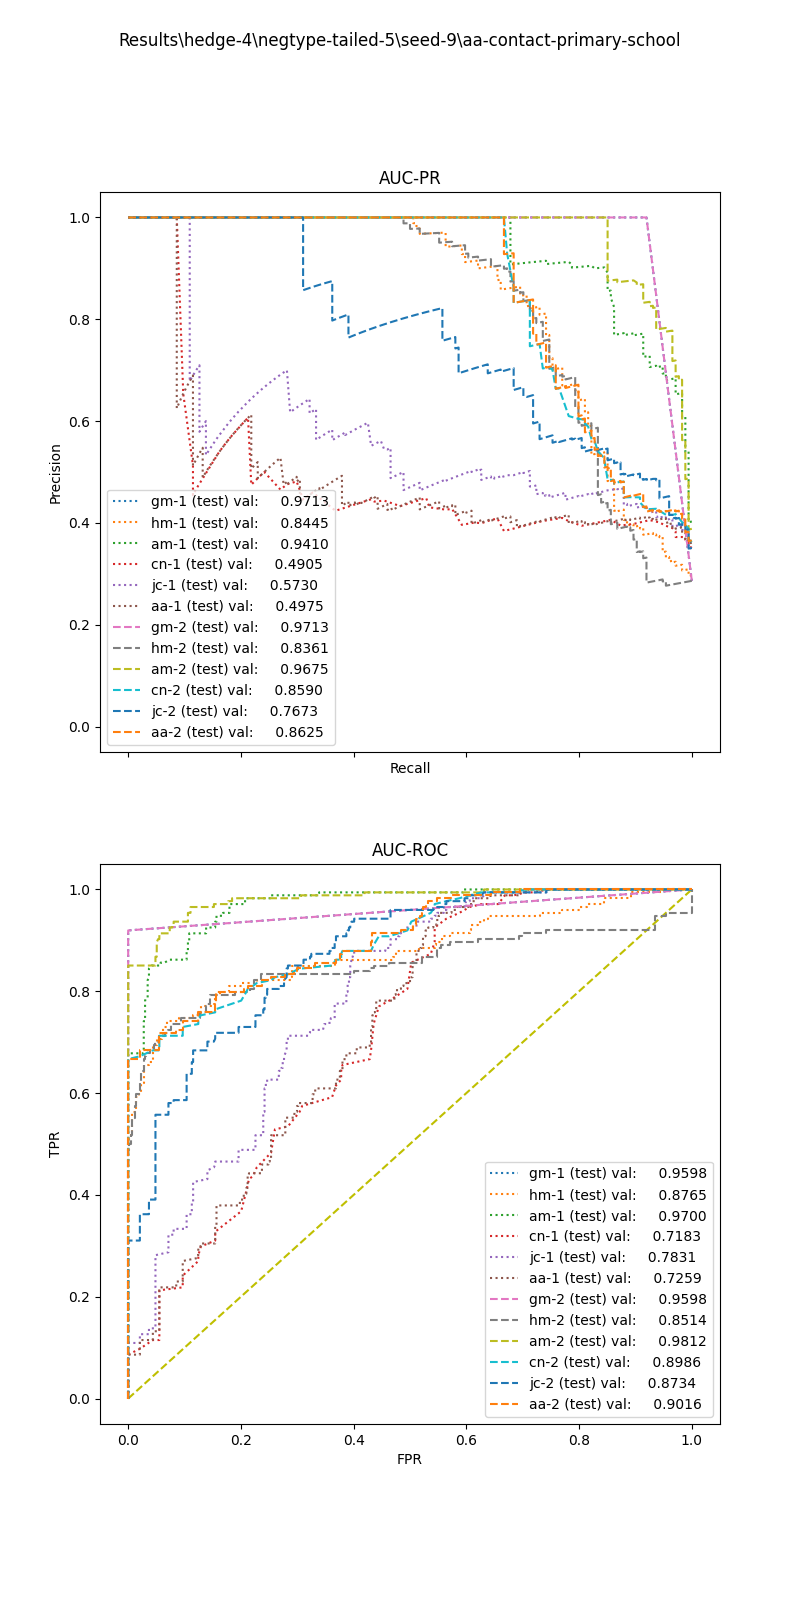 Results\hedge-4\negtype-tailed-5\seed-9\aa-contact-primary-school
AUC-PR
1.0
0.8
0.6
0.4
0.2
0.0
Precision
gm-1 (test) val: 0.9713
hm-1 (test) val: 0.8445
am-1 (test) val: 0.9410
cn-1 (test) val: 0.4905
jc-1 (test) val: 0.5730
aa-1 (test) val: 0.4975
gm-2 (test) val: 0.9713
hm-2 (test) val: 0.8361
am-2 (test) val: 0.9675
cn-2 (test) val: 0.8590
jc-2 (test) val: 0.7673
aa-2 (test) val: 0.8625
Recall
AUC-ROC
1.0
0.8
0.6
0.4
0.2
0.0
TPR
gm-1 (test) val: 0.9598
hm-1 (test) val: 0.8765
am-1 (test) val: 0.9700
cn-1 (test) val: 0.7183
jc-1 (test) val: 0.7831
aa-1 (test) val: 0.7259
gm-2 (test) val: 0.9598
hm-2 (test) val: 0.8514
am-2 (test) val: 0.9812
cn-2 (test) val: 0.8986
jc-2 (test) val: 0.8734
aa-2 (test) val: 0.9016
0.0 0.2 0.4 0.6 0.8 1.0
FPR